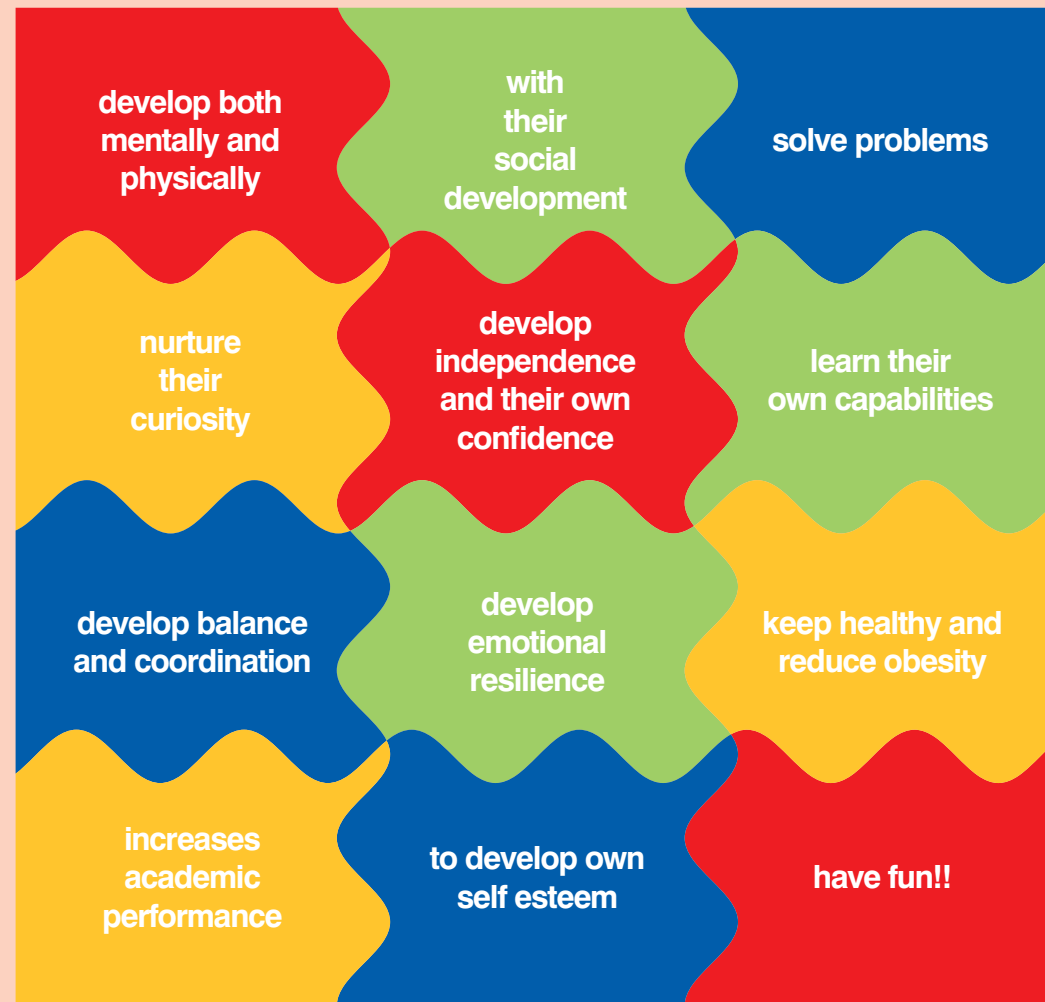 develop both
mentally and
physically
with
their
social
development
solve problems
nurture
their
curiosity
develop
independence
and their own
confidence
learn their
own capabilities
develop balance
and coordination
develop
emotional
resilience
keep healthy and
reduce obesity
increases
academic
performance
to develop own
self esteem
have fun!!